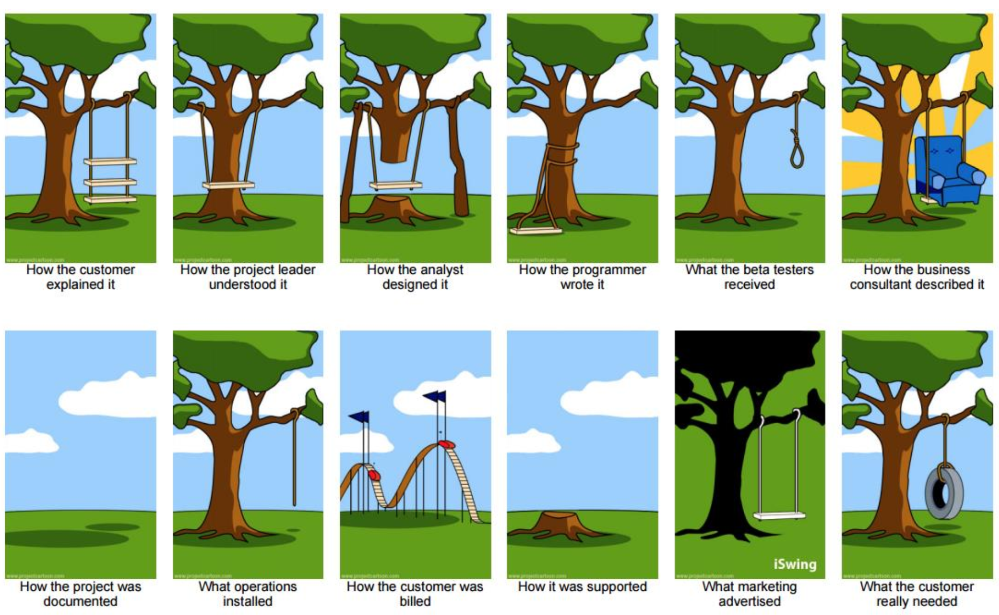 www.projectcartoon.com
www.projectcartoon.com
www.projectcartoon.com
www.projectcartoon.com
www.projectcartoon.com
www.projectcartoon.com
How the customer
explained it
How the project leader
understood it
How the analyst
designed it
How the programmer
wrote it
What the beta testers
received
How the business
consultant described it
iSwing
www.projectcartoon.com
www.projectcartoon.com
www.projectcartoon.com
www.projectcartoon.com
www.projectcartoon.com
www.projectcartoon.com
How the project was
documented
What operations
installed
How the customer was
billed
How it was supported
What marketing
advertised
What the customer
really needed